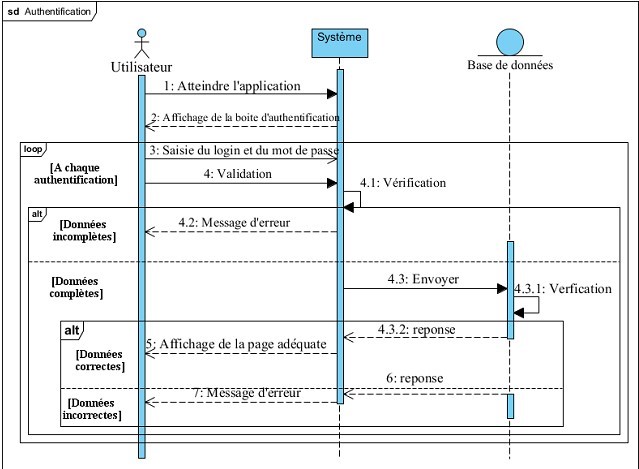 sd Authentification
Système
Utilisateur
Base de données
1: Atteindre l'application
2: Affichage de la boite d'authentification
loop
3: Saisie du login et du mot de passe
[A chaque
authentification]
4: Validation
4.1: Vérification
alt
[Données
incomplètes]
4.2: Message d'erreur
[Données
complètes]
4.3: Envoyer
4.3.1: Verfication
alt
4.3.2: reponse
5: Affichage de la page adéquate
[Données
correctes]
6: reponse
7: Message d'erreur
[Données
incorrectes]